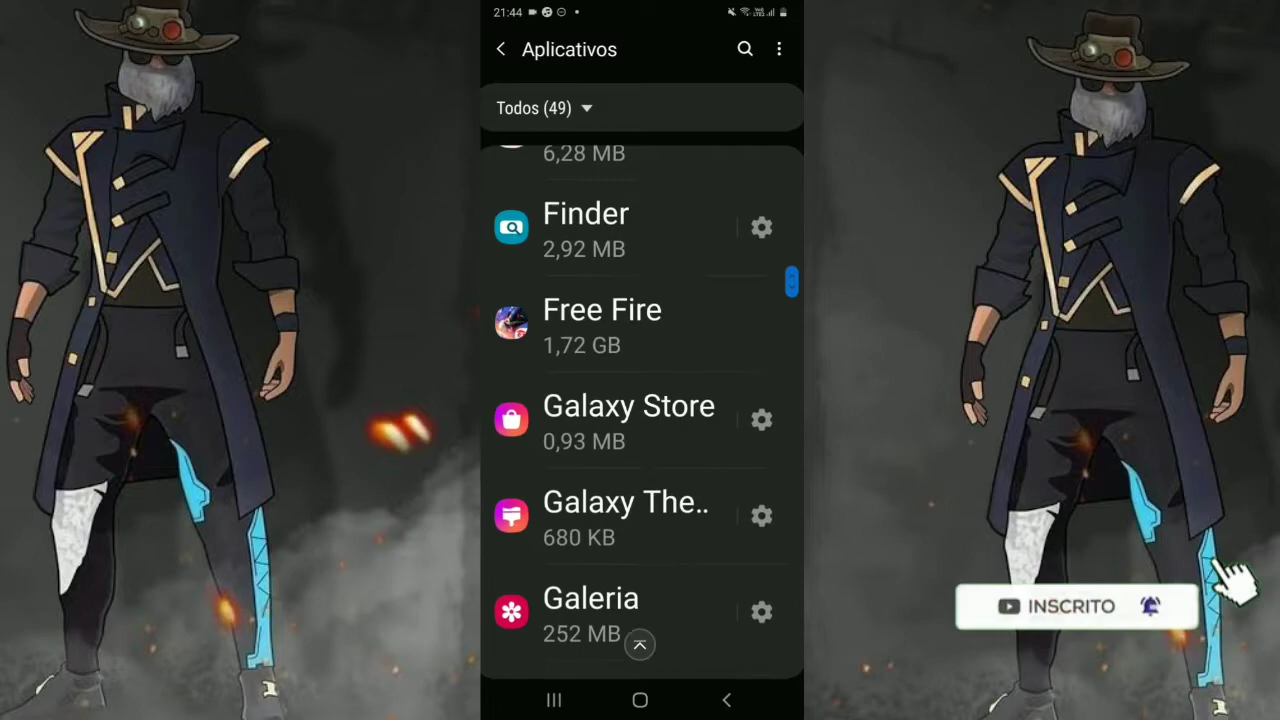 21:44
Aplicativos
Todos (49)
6,28 MB
Finder
2,92 MB
Free Fire
1,72 GB
Galaxy Store
0,93 MB
Galaxy The..
680 KB
Galeria
252 MB
INSCRITO